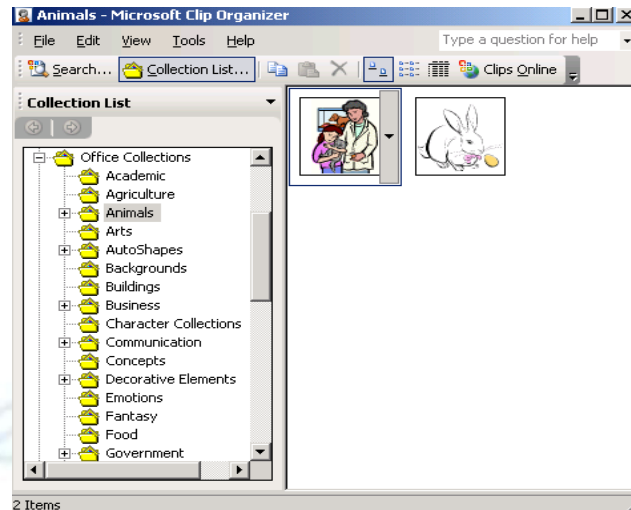 Animals - Microsoft Clip Organizer
File Edit View Tools Help Type a question for help
Search... Collection List... Clips Online
Collection List
Office Collections
Academic
Agriculture
Animals
Arts
AutoShapes
Backgrounds
Buildings
Business
Character Collections
Communication
Concepts
Decorative Elements
Emotions
Fantasy
Food
Government
2 Items